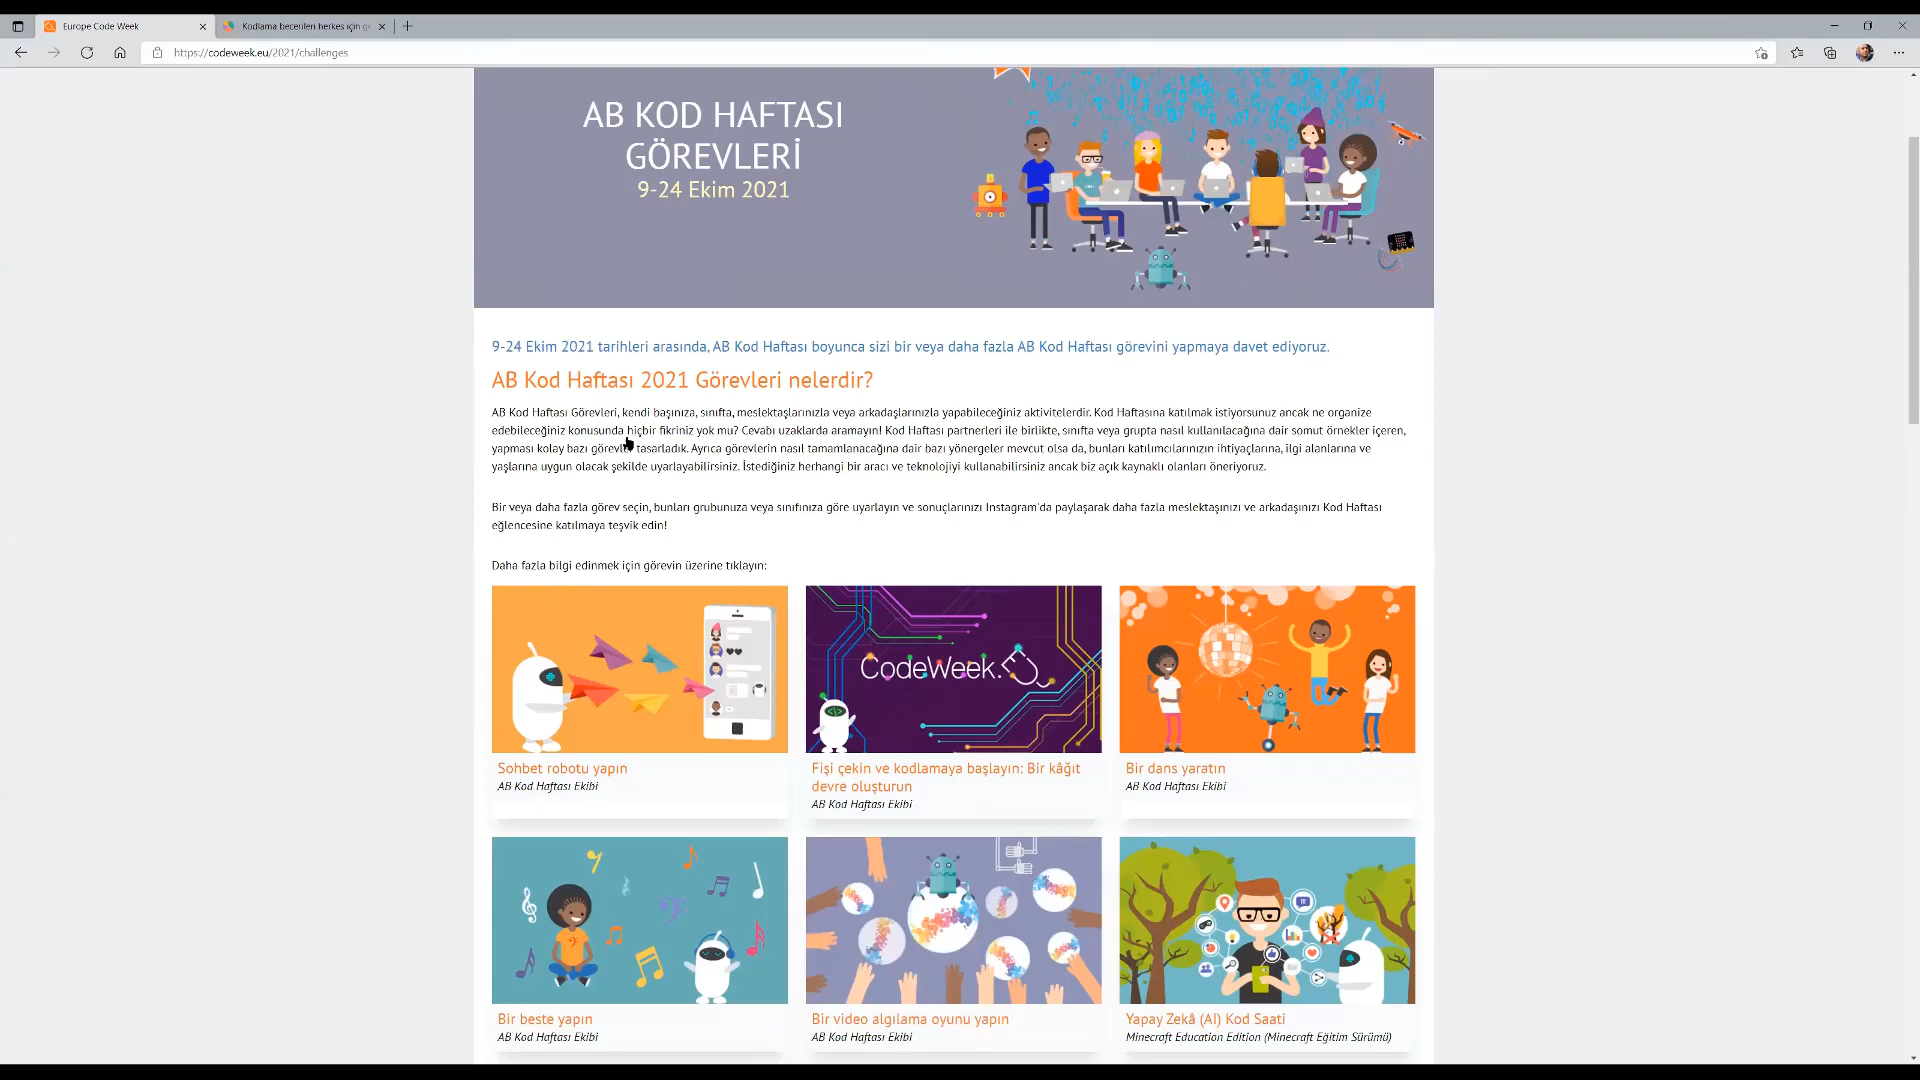 Europe Code Week
Kodlama becerileri herkes için
https://codeweek.eu/2021/challenges
AB KOD HAFTASI
GÖREVLERİ
9-24 Ekim 2021
9-24 Ekim 2021 tarihleri arasında, AB Kod Haftası boyunca sizi bir veya daha fazla AB Kod Haftası görevini yapmaya davet ediyoruz.
AB Kod Haftası 2021 Görevleri nelerdir?
AB Kod Haftası Görevleri, kendi başınıza, sınıfta, meslektaşlarınızla veya arkadaşlarınızla yapabileceğiniz aktivitelerdir. Kod Haftasına katılmak istiyorsunuz ancak ne organize
edebileceğiniz konusunda hiçbir fikriniz yok mu? Cevabı uzaklarda aramayın! Kod Haftası partnerleri ile birlikte, sınıfta veya grupta nasıl kullanılacağına dair somut örnekler içeren,
yapması kolay bazı görevler tasarladık. Ayrıca görevlerin nasıl tamamlanacağına dair bazı yönergeler mevcut olsa da, bunları katılımcılarınızın ihtiyaçlarına, ilgi alanlarına ve
yaşlarına uygun olacak şekilde uyarlayabilirsiniz. İstediğiniz herhangi bir aracı ve teknolojiyi kullanabilirsiniz ancak biz açık kaynaklı olanları öneriyoruz.
Bir veya daha fazla görev seçin, bunları grubunuza veya sınıfınıza göre uyarlayın ve sonuçlarınızı Instagram'da paylaşarak daha fazla meslektaşınızı ve arkadaşınızı Kod Haftası
eğlencesine katılmaya teşvik edin!
Daha fazla bilgi edinmek için görevin üzerine tıklayın:
CodeWeek.
Sohbet robotu yapın
AB Kod Haftası Ekibi
Fişi çekin ve kodlamaya başlayın: Bir kâğıt
devre oluşturun
AB Kod Haftası Ekibi
Bir dans yaratın
AB Kod Haftası Ekibi
Bir beste yapın
AB Kod Haftası Ekibi
Bir video algılama oyunu yapın
AB Kod Haftası Ekibi
Yapay Zekâ (AI) Kod Saati
Minecraft Education Edition (Minecraft Eğitim Sürümü)